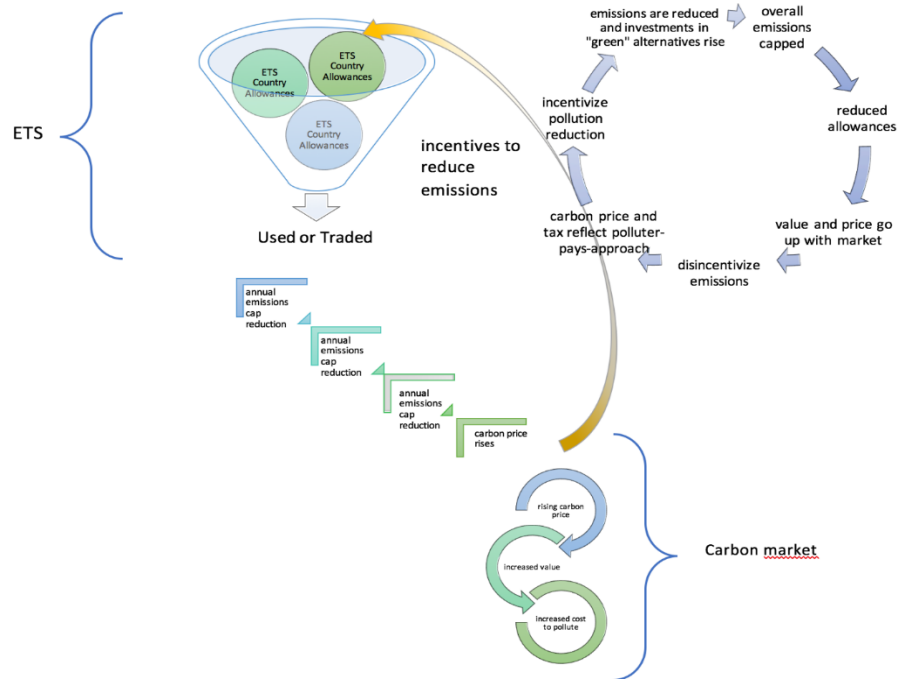 ETS
ETS
Country
Allowances
ETS
Country
Allowances
ETS
Country
Allowances
Used or Traded
incentives to
reduce
emissions
emissions are reduced
and investments in
"green" alternatives rise
overall
emissions
capped
reduced
allowances
value and price go
up with market
disincentivize
emissions
carbon price and
tax reflect polluter-
pays-approach
incentivize
pollution
reduction
annual
emissions
cap
reduction
annual
emissions
cap
reduction
annual
emissions
cap
reduction
carbon price
rises
rising carbon
price
increased value
increased cost
to pollute
Carbon market